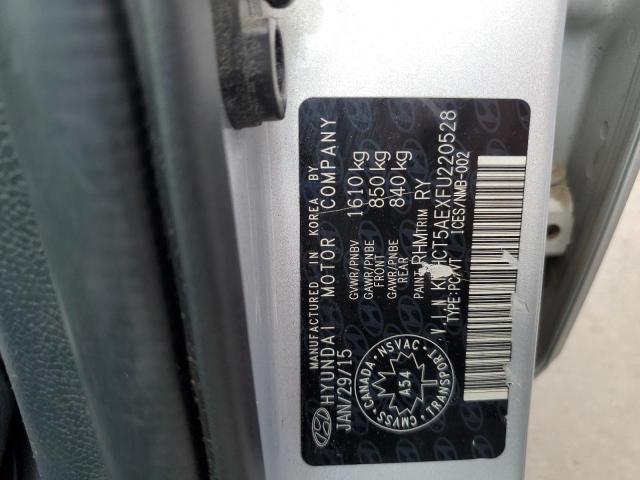 MANUFACTURED IN KOREA BY
HYUNDAI MOTOR COMPANY
JAN/29/15
GVWR/PNBV 1610 kg
GAWR/PNBE FRONT 850 kg
GAWR/PNBE REAR 840 kg
PAINT RHM TRIM RY
CANADA · NSVAC · TRANSPORT · CMVSS
A54
V.I.N CT5AEXFU220528
TYPE:PC/VT ICES/NMB-002